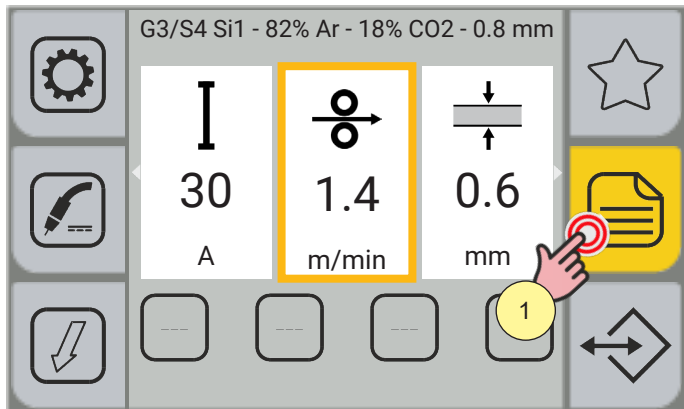 G3/S4 Si1 - 82% Ar - 18% CO2 - 0.8 mm
30 1.4 0.6
A m/min mm
1
--- --- ---